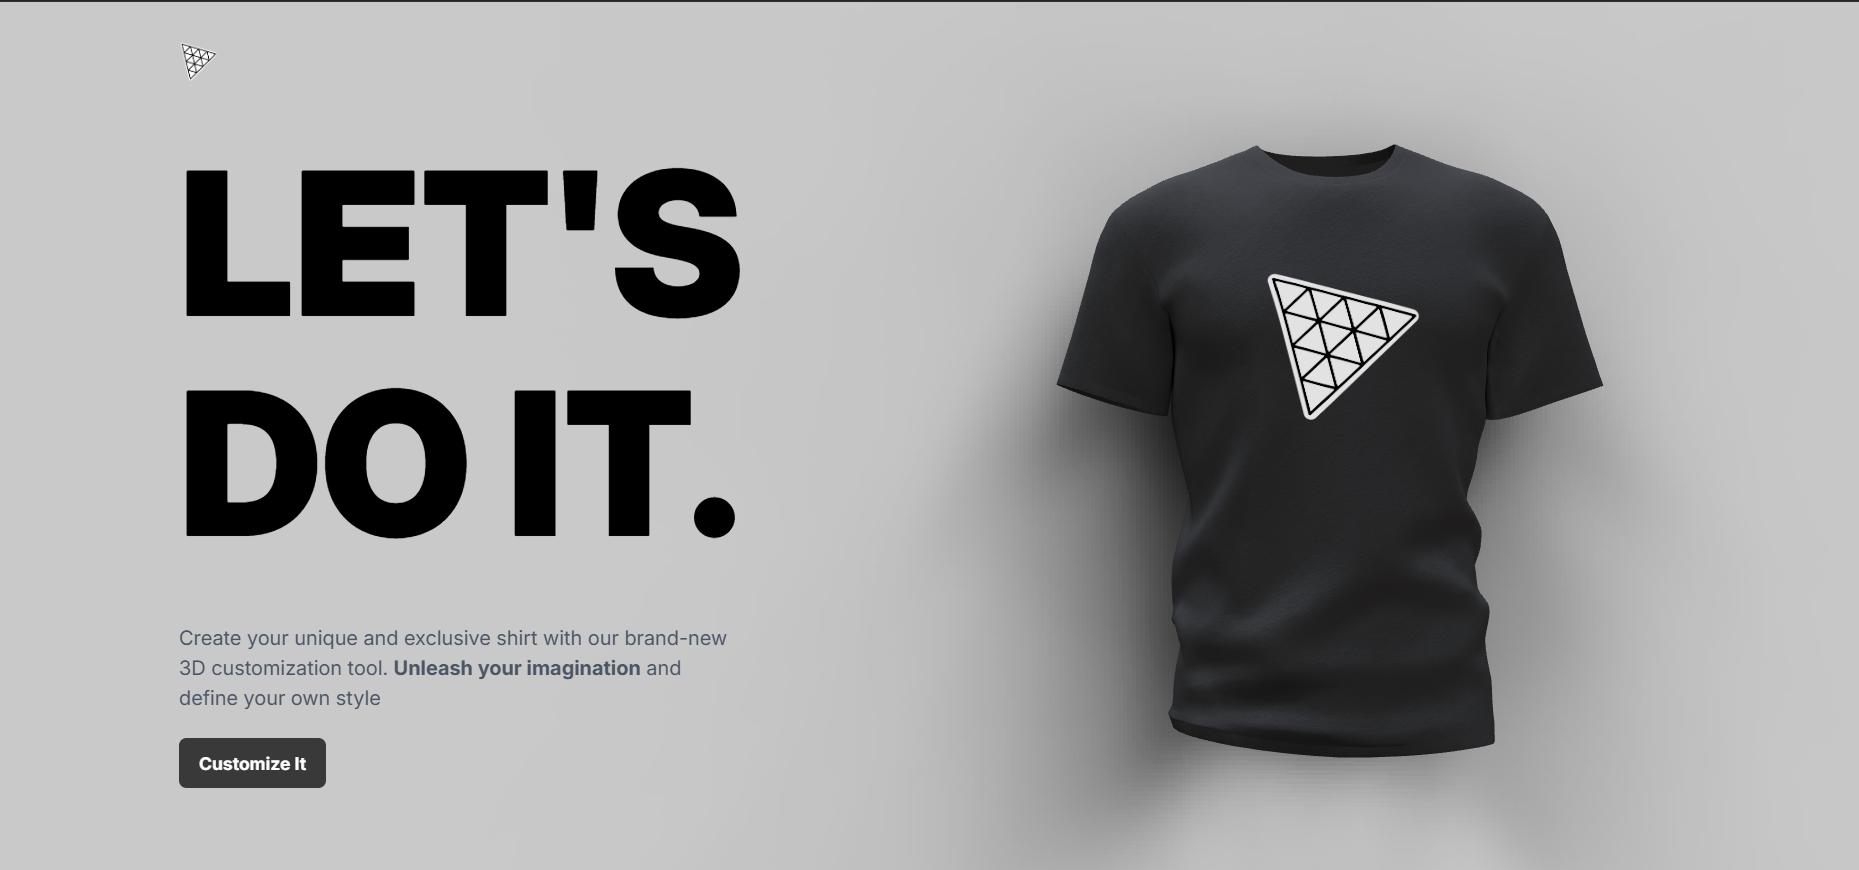 LET'S
DO IT.
Create your unique and exclusive shirt with our brand-new
3D customization tool. Unleash your imagination and
define your own style
Customize It